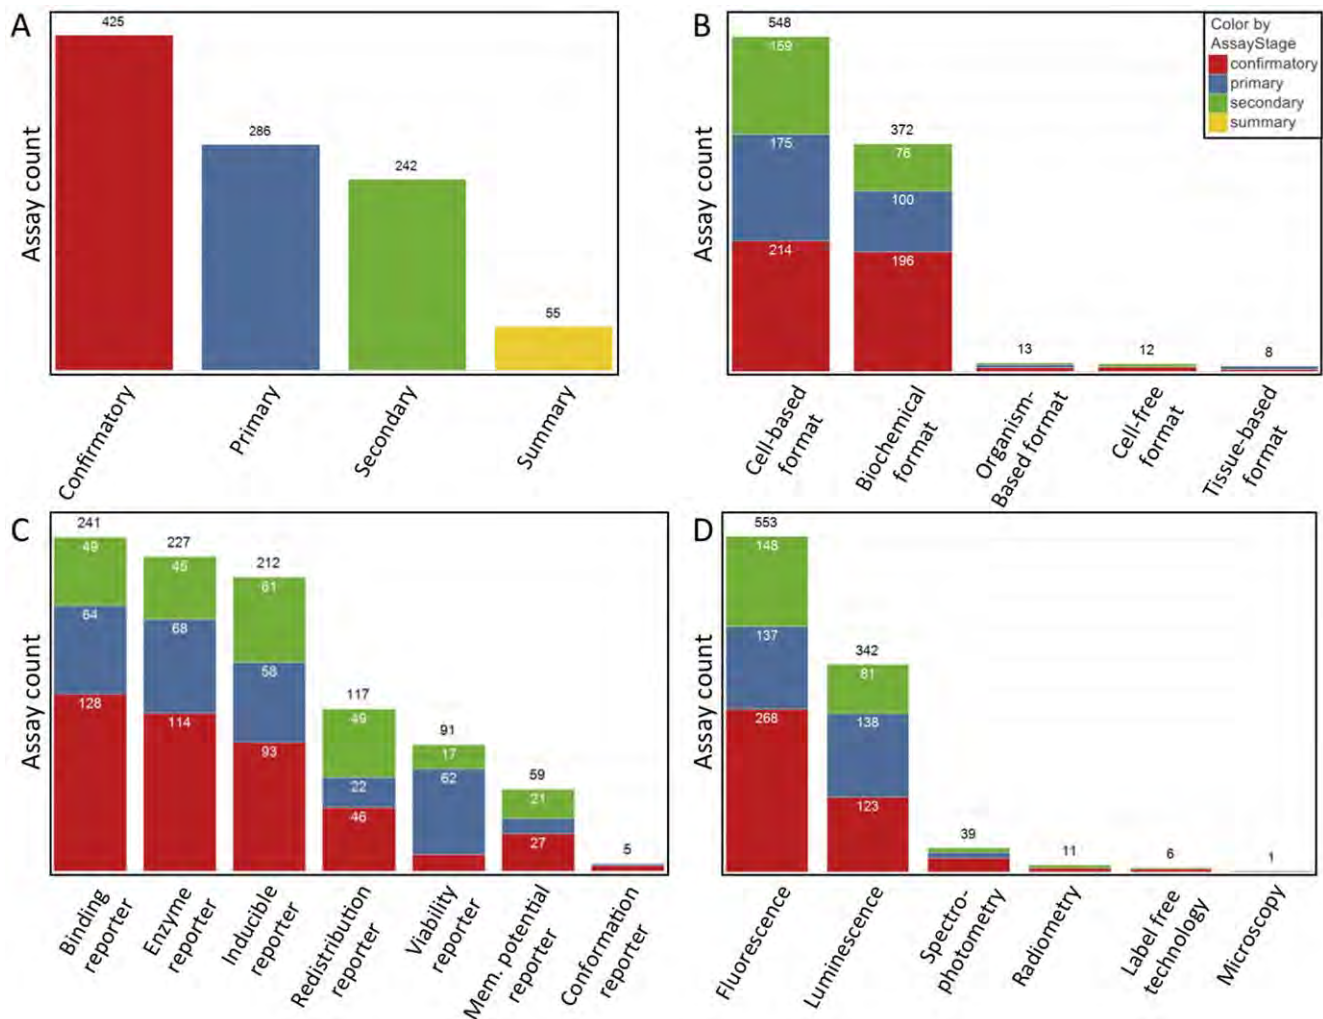 A
425
286
242
55
Assay count
Confirmatory
Primary
Secondary
Summary
B
548
159
175
214
372
76
100
196
13
12
8
Color by
AssayStage
confirmatory
primary
secondary
summary
Assay count
Cell-based
format
Biochemical
format
Organism-
Based format
Cell-free
format
Tissue-based
format
C
241
49
64
128
227
45
68
114
212
61
58
93
117
49
22
46
91
17
62
59
21
27
5
Assay count
Binding
reporter
Enzyme
reporter
Inducible
reporter
Redistribution
reporter
Viability
reporter
Mem. potential
reporter
Conformation
reporter
D
553
148
137
268
342
81
138
123
39
11
6
1
Assay count
Fluorescence
Luminescence
Spectro-
photometry
Radiometry
Label free
technology
Microscopy